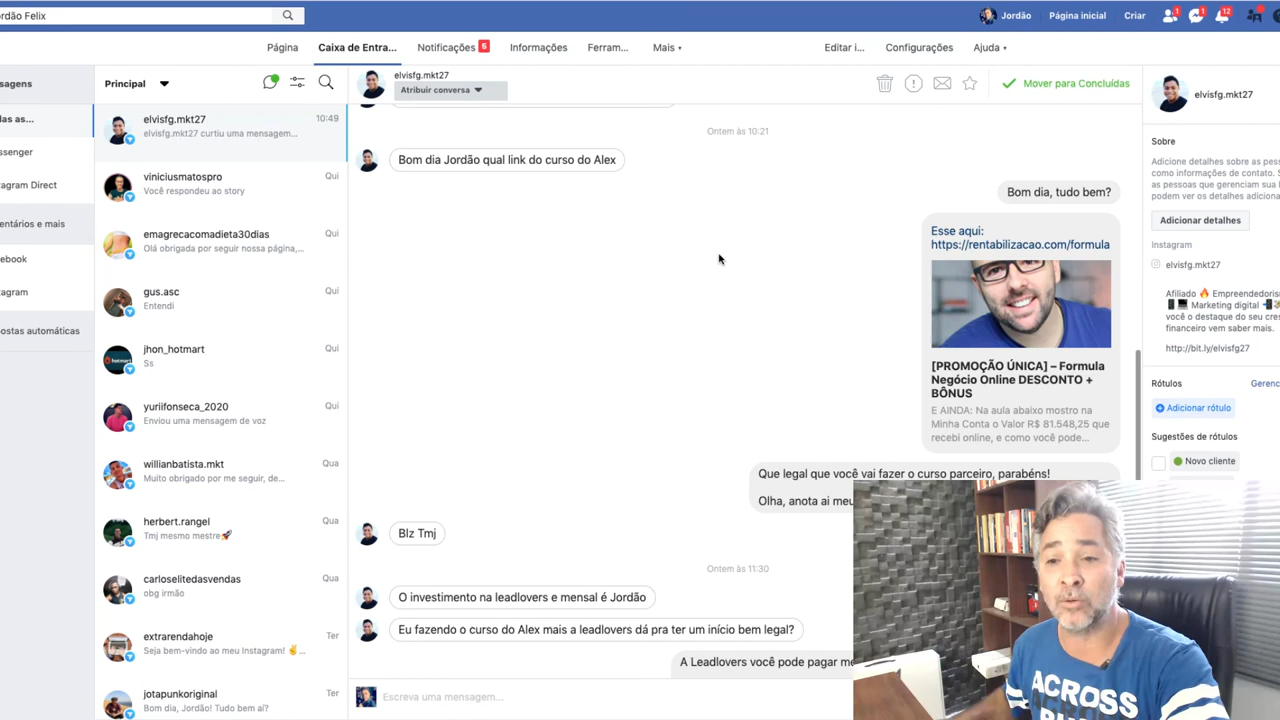 rdão Felix
Jordão
Página inicial
Criar
1
1
12
Página
Caixa de Entra...
Notificações 6
Informações
Ferram...
Mais
Editar i...
Configurações
Ajuda
sagens
das as...
ssenger
tagram Direct
entários e mais
ebook
tagram
postas automáticas
Principal
elvisfg.mkt27
10:49
elvisfg.mkt27 curtiu uma mensagem...
viniciusmatospro
Qui
Você respondeu ao story
emagrecacomadieta30dias
Qui
Olá obrigada por seguir nossa página,...
gus.asc
Qui
Entendi
jhon_hotmart
Qui
Ss
hotmart
yuriifonseca_2020
Qui
Enviou uma mensagem de voz
willianbatista.mkt
Qua
Muito obrigado por me seguir, de...
herbert.rangel
Qua
Tmj mesmo mestre🚀
carloselitedasvendas
Qua
obg irmão
extrarendahoje
Ter
Seja bem-vindo ao meu Instagram! ✌...
jotapunkoriginal
Ter
Bom dia, Jordão! Tudo bem aí?
elvisfg.mkt27
Atribuir conversa
Mover para Concluídas
Ontem às 10:21
Bom dia Jordão qual link do curso do Alex
Bom dia, tudo bem?
Esse aqui:
https://rentabilizacao.com/formula
[PROMOÇÃO ÚNICA] – Formula
Negócio Online DESCONTO +
BÔNUS
E AINDA: Na aula abaixo mostro na
Minha Conta o Valor R$ 81.548,25 que
recebi online, e como você pode...
Que legal que você vai fazer o curso parceiro, parabéns!
Olha, anota ai meu
Blz Tmj
Ontem às 11:30
O investimento na leadlovers e mensal é Jordão
Eu fazendo o curso do Alex mais a leadlovers dá pra ter um início bem legal?
A Leadlovers você pode pagar me
Escreva uma mensagem...
elvisfg.mkt27
Sobre
Adicione detalhes sobre as pess
como informações de contato. S
as pessoas que gerenciam sua
podem ver os detalhes adicionai
Adicionar detalhes
Instagram
elvisfg.mkt27
Afiliado 🔥 Empreendedoris
Marketing digital
você o destaque do seu cres
financeiro vem saber mais.
http://bit.ly/elvisfg27
Rótulos
Gerenc
Adicionar rótulo
Sugestões de rótulos
Novo cliente
ACROSS